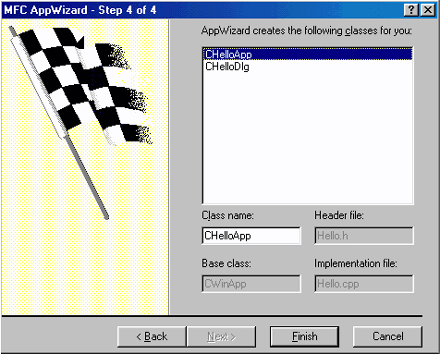 MFC AppWizard - Step 4 of 4
AppWizard creates the following classes for you:
CHelloApp
CHelloDlg
Class name:
Header file:
CHelloApp
Hello.h
Base class:
Implementation file:
CWinApp
Hello.cpp
< Back
Next >
Finish
Cancel